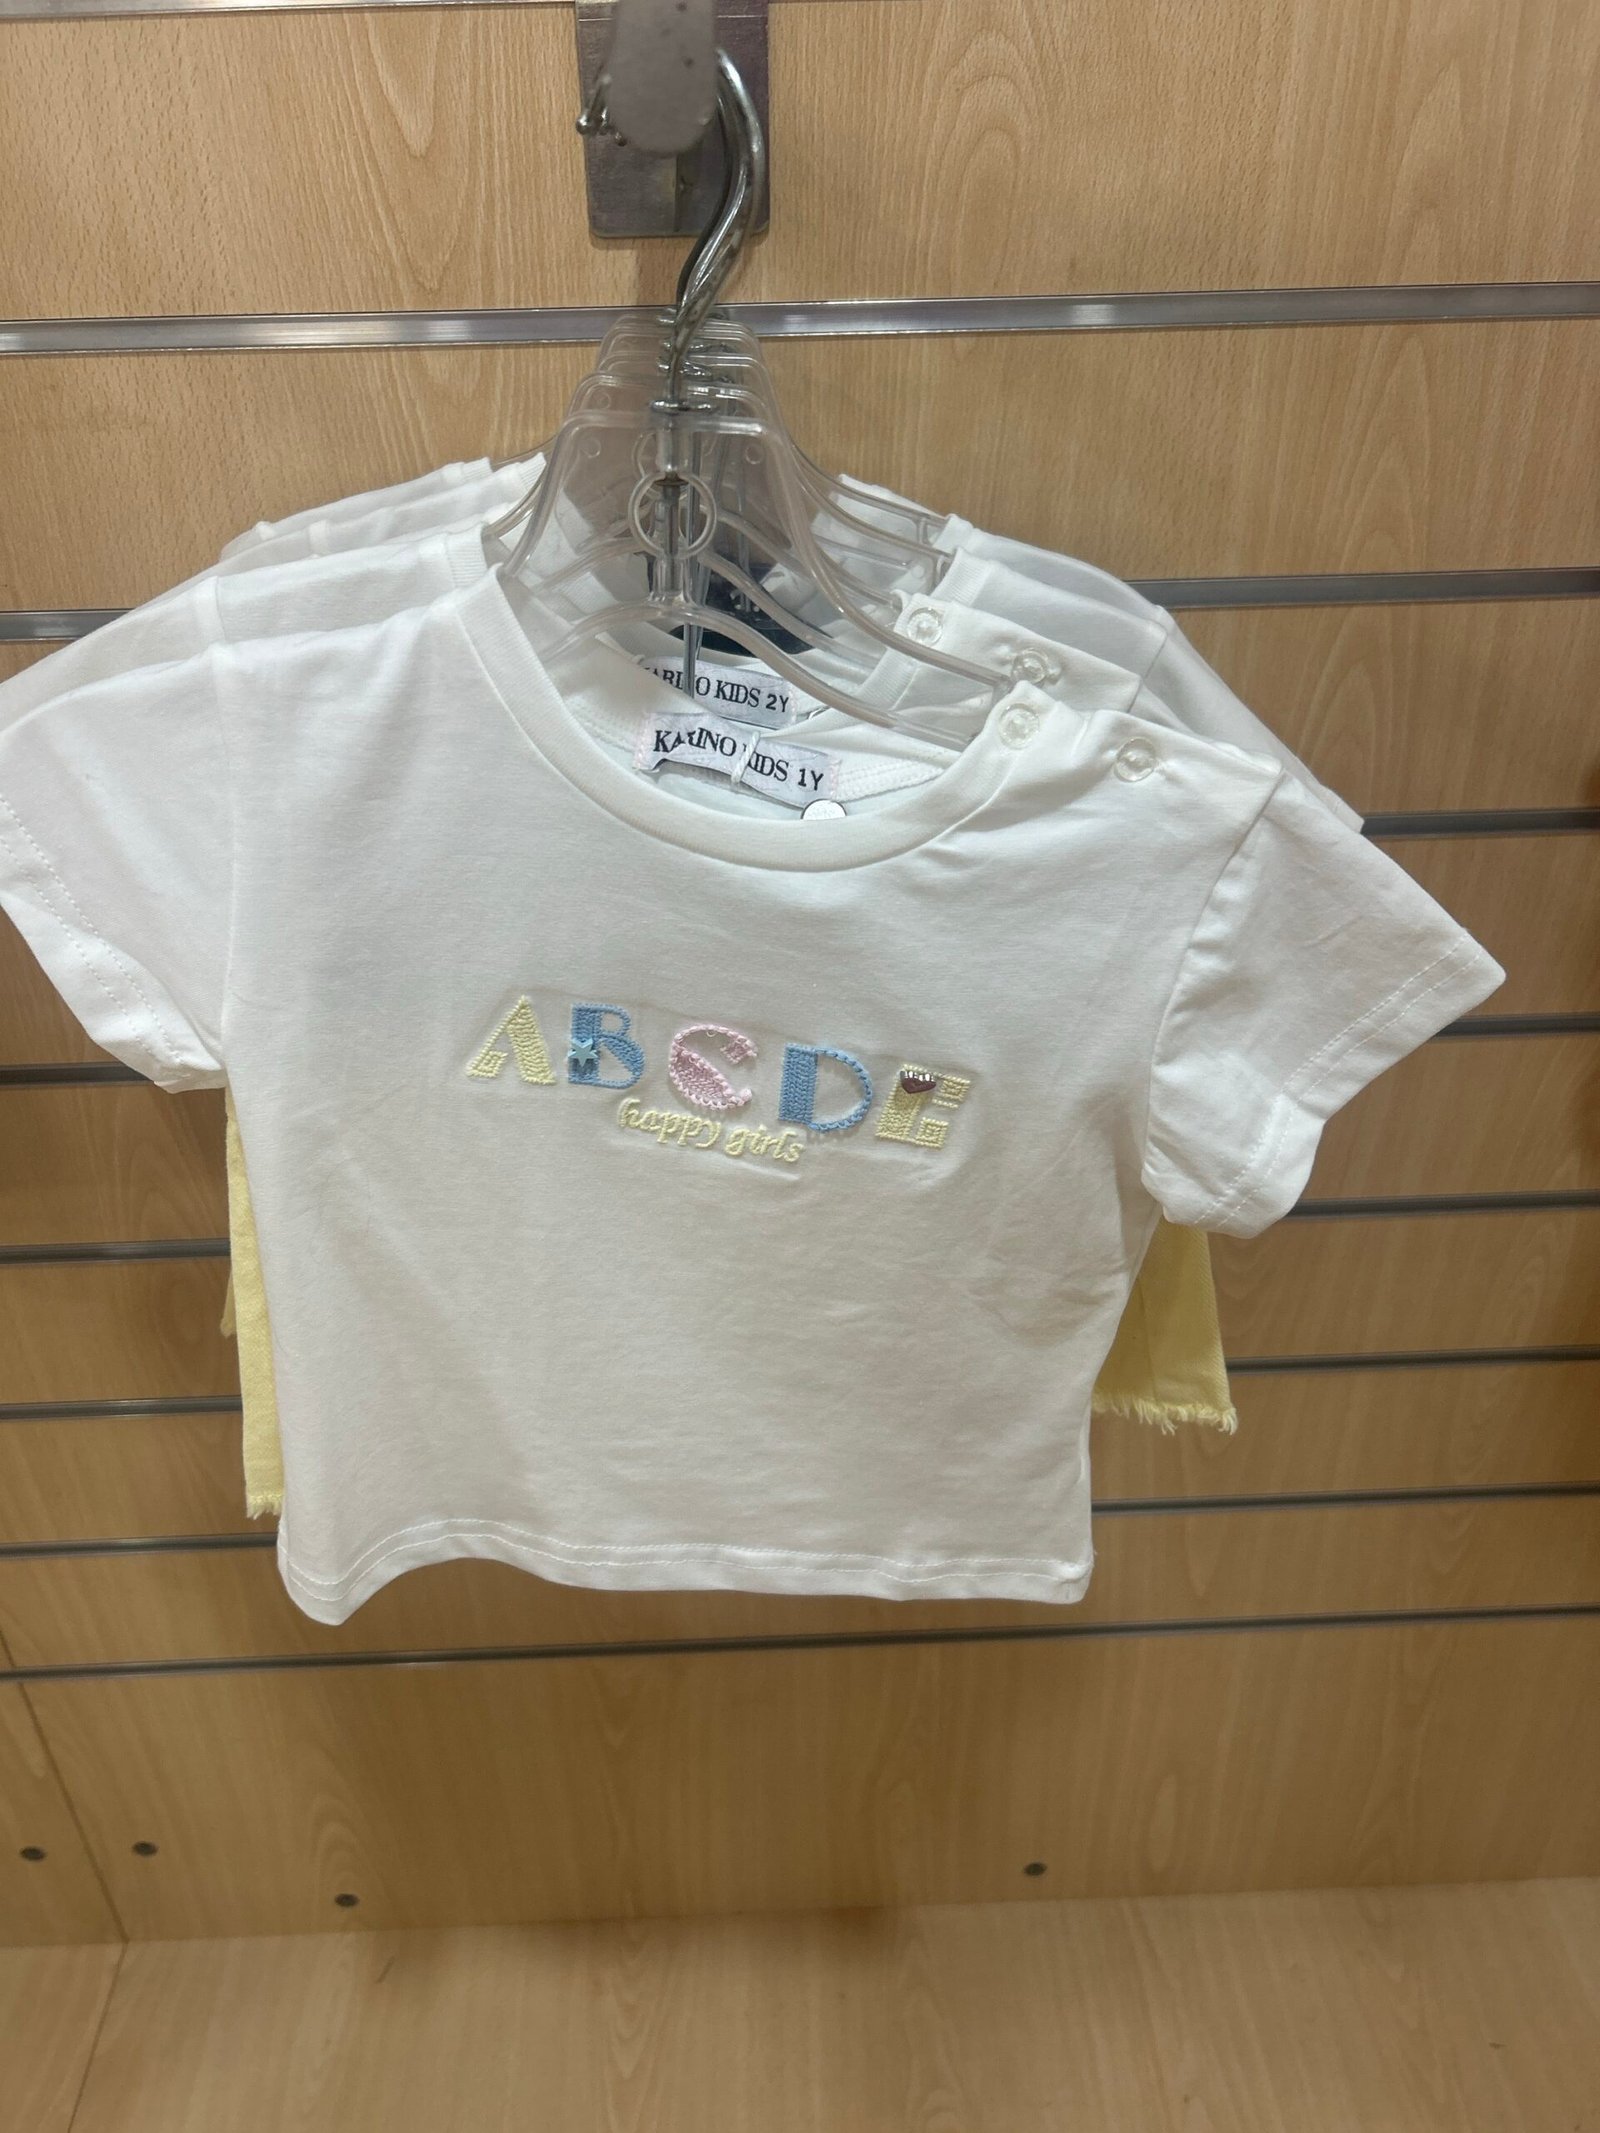 KARINO KIDS 2Y
KARINO KIDS 1Y
ABCDE
happy girls